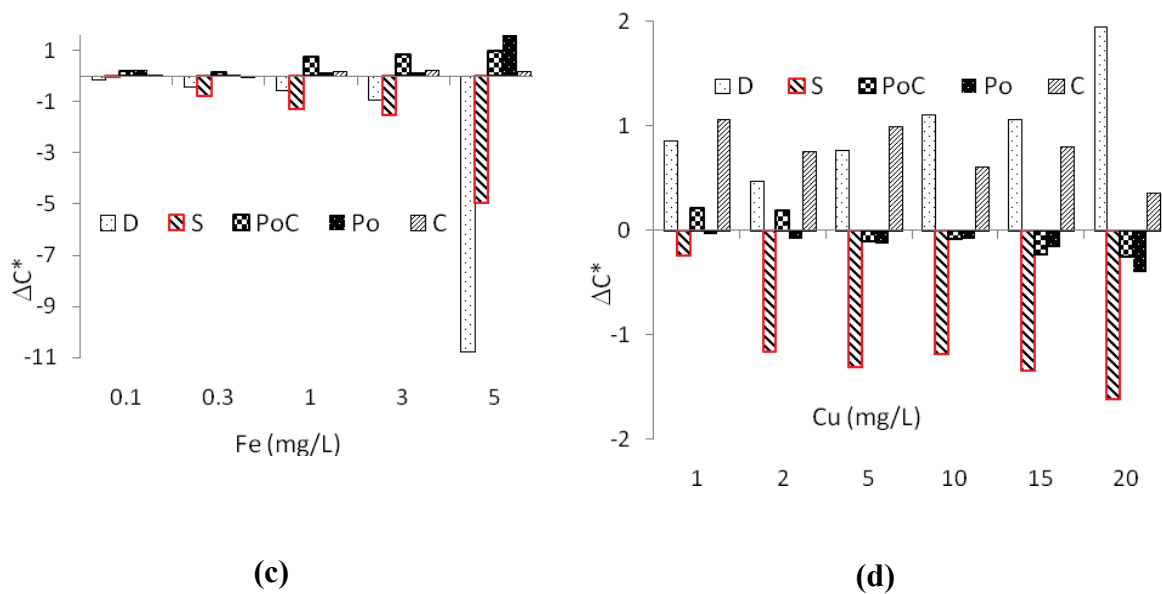 1
-1
-3
-5
-7
-9
-11
ΔC*
D S PoC Po C
0.1 0.3 1 3 5
Fe (mg/L)
(c)
2
1
0
-1
-2
ΔC*
D S PoC Po C
Cu (mg/L)
1 2 5 10 15 20
(d)